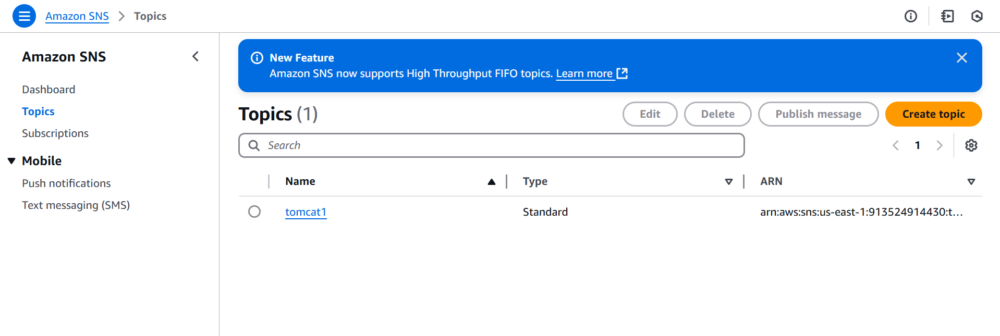 Amazon SNS > Topics
Amazon SNS
Dashboard
Topics
Subscriptions
Mobile
Push notifications
Text messaging (SMS)
New Feature
Amazon SNS now supports High Throughput FIFO topics. Learn more
Topics (1)
Edit Delete Publish message Create topic
Search
1
Name Type ARN
tomcat1 Standard arn:aws:sns:us-east-1:913524914430:t...